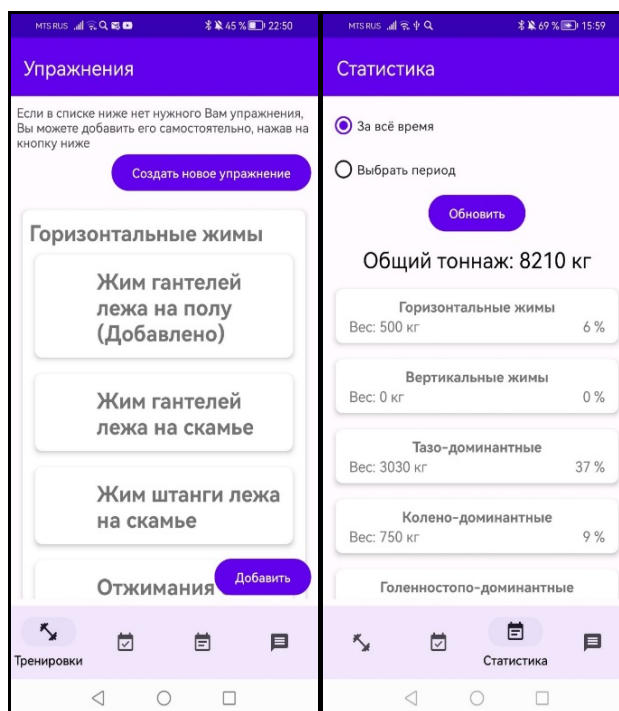 MTS RUS 45 % 22:50
Упражнения
Если в списке ниже нет нужного Вам упражнения,
Вы можете добавить его самостоятельно, нажав на
кнопку ниже
Создать новое упражнение
Горизонтальные жимы
Жим гантелей
лежа на полу
(Добавлено)
Жим гантелей
лежа на скамье
Жим штанги лежа
на скамье
Отжимания
Добавить
Тренировки
MTS RUS 69 % 15:59
Статистика
За всё время
Выбрать период
Обновить
Общий тоннаж: 8210 кг
Горизонтальные жимы
Вес: 500 кг 6 %
Вертикальные жимы
Вес: 0 кг 0 %
Тазо-доминантные
Вес: 3030 кг 37 %
Колено-доминантные
Вес: 750 кг 9 %
Голенностопо-доминантные
Статистика